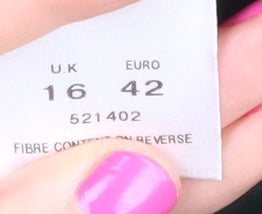 U.K EURO
16 42
521402
FIBRE CONTENT ON REVERSE